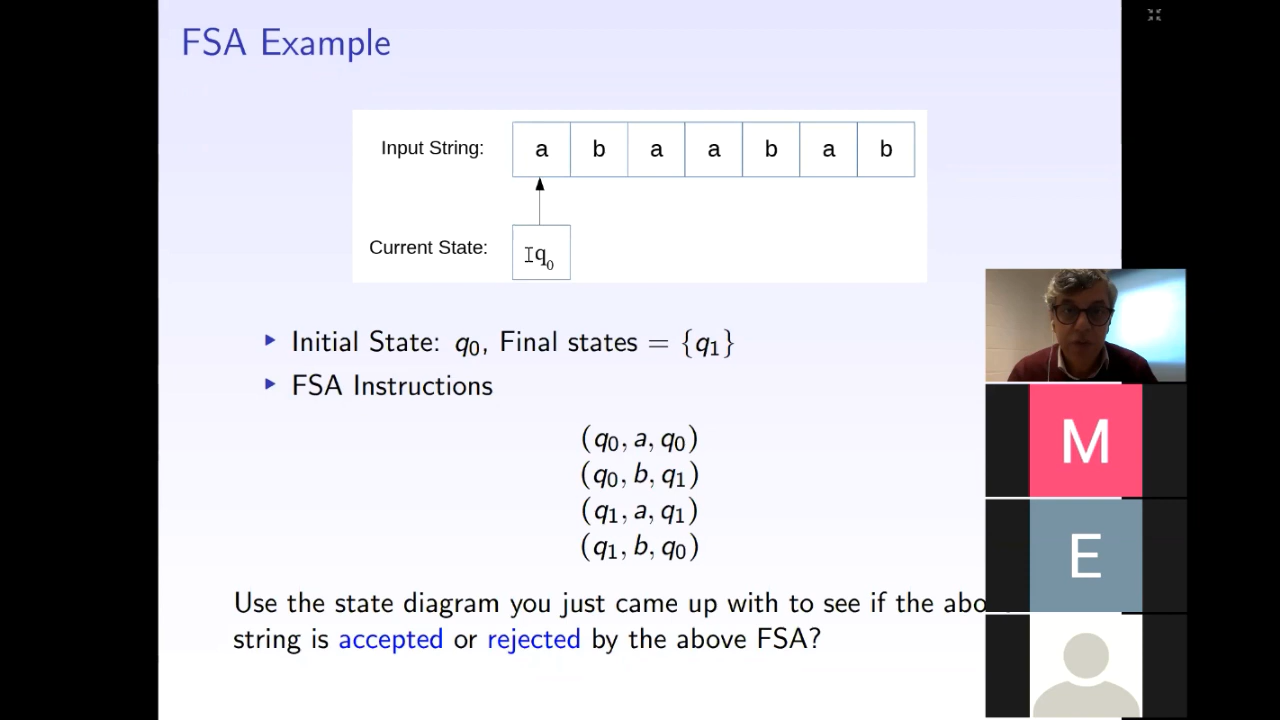 FSA Example
Input String: a b a a b a b
Current State: q₀
Initial State: q₀, Final states = {q₁}
FSA Instructions
(q₀, a, q₀)
(q₀, b, q₁)
(q₁, a, q₁)
(q₁, b, q₀)
Use the state diagram you just came up with to see if the abo
string is accepted or rejected by the above FSA?
M
E